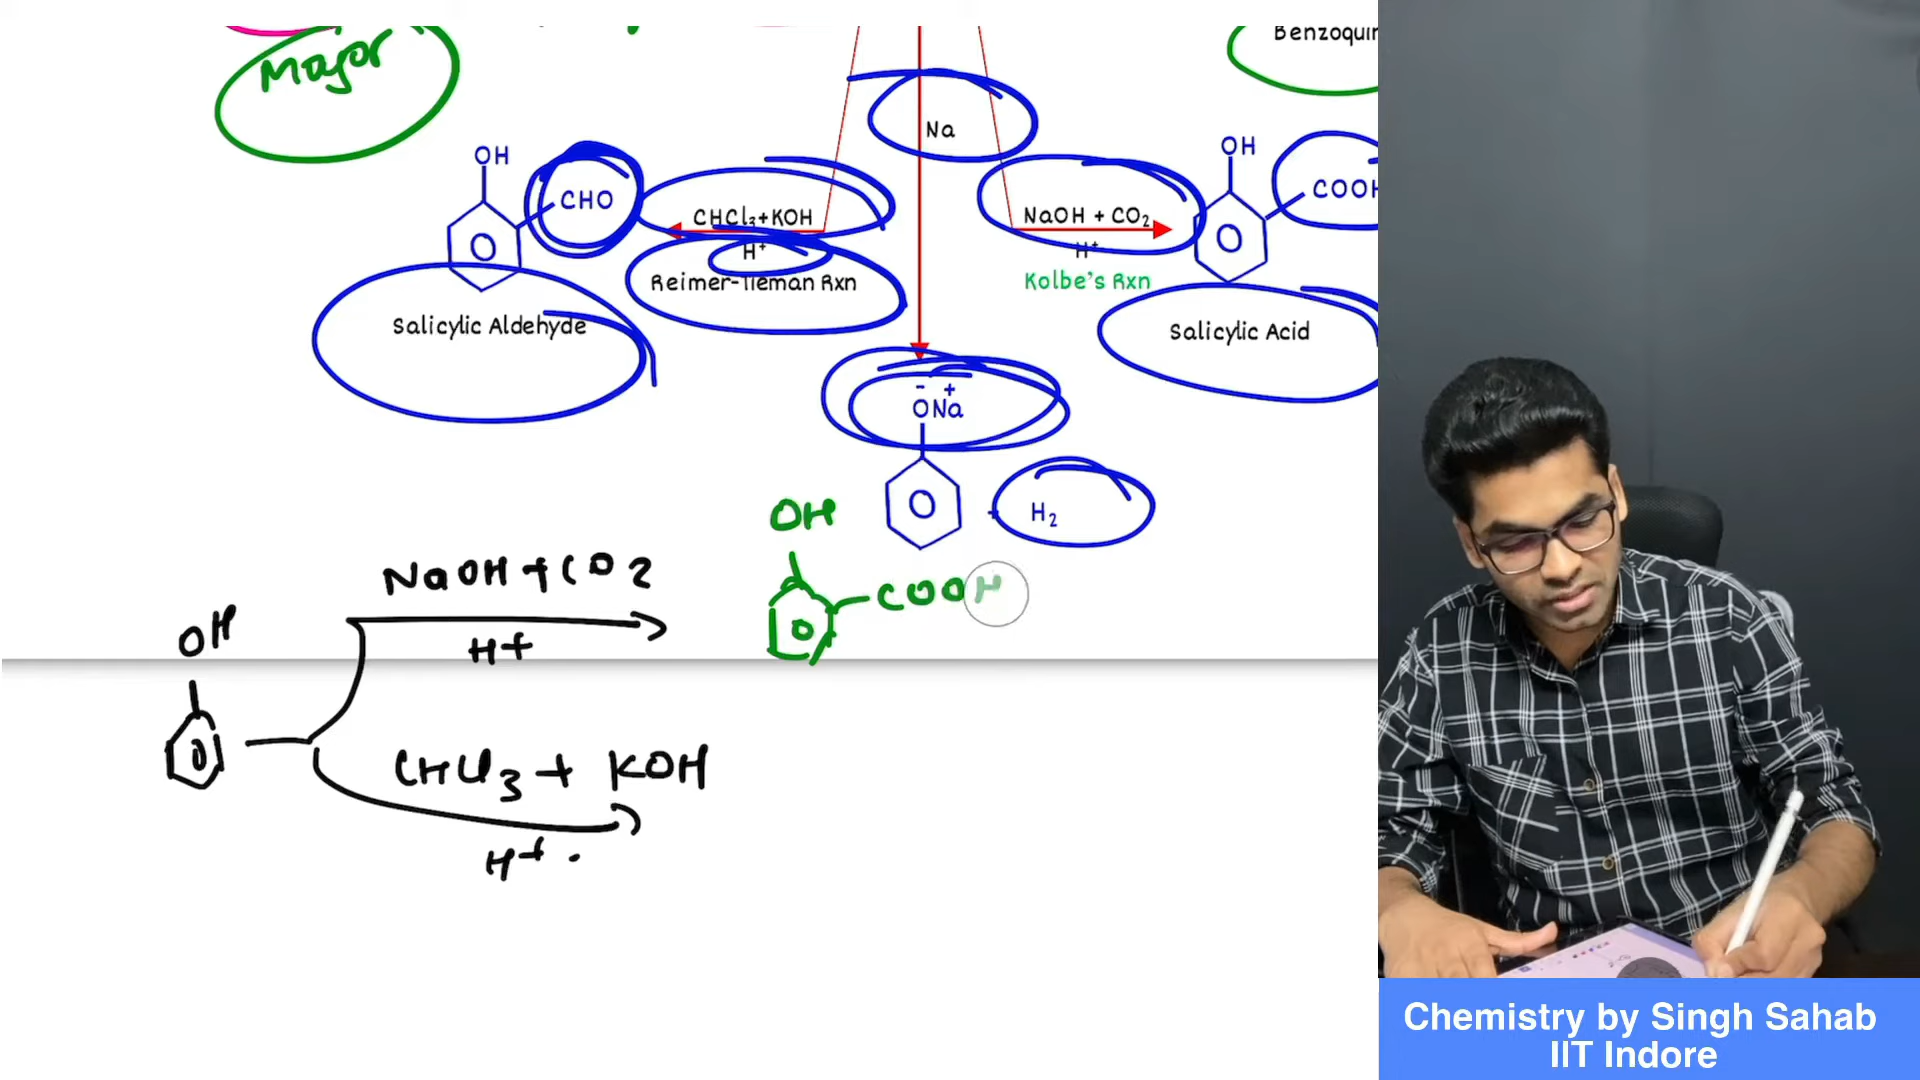 Benzoquin
Major
Na
OH
CHO
CHCl3+KOH
H+
Reimer-Tieman Rxn
Salicylic Aldehyde
NaOH + CO2
H+
Kolbe's Rxn
OH
COOH
Salicylic Acid
- +
ONa
+ H2
OH
COOH
NaOH + CO2
H+
OH
CHCl3 + KOH
H+ .
Chemistry by Singh Sahab
IIT Indore